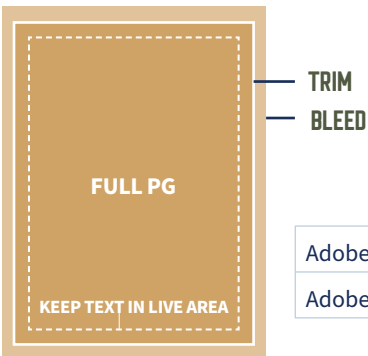 TRIM
BLEED
FULL PG
Adobe
Adobe
KEEP TEXT IN LIVE AREA